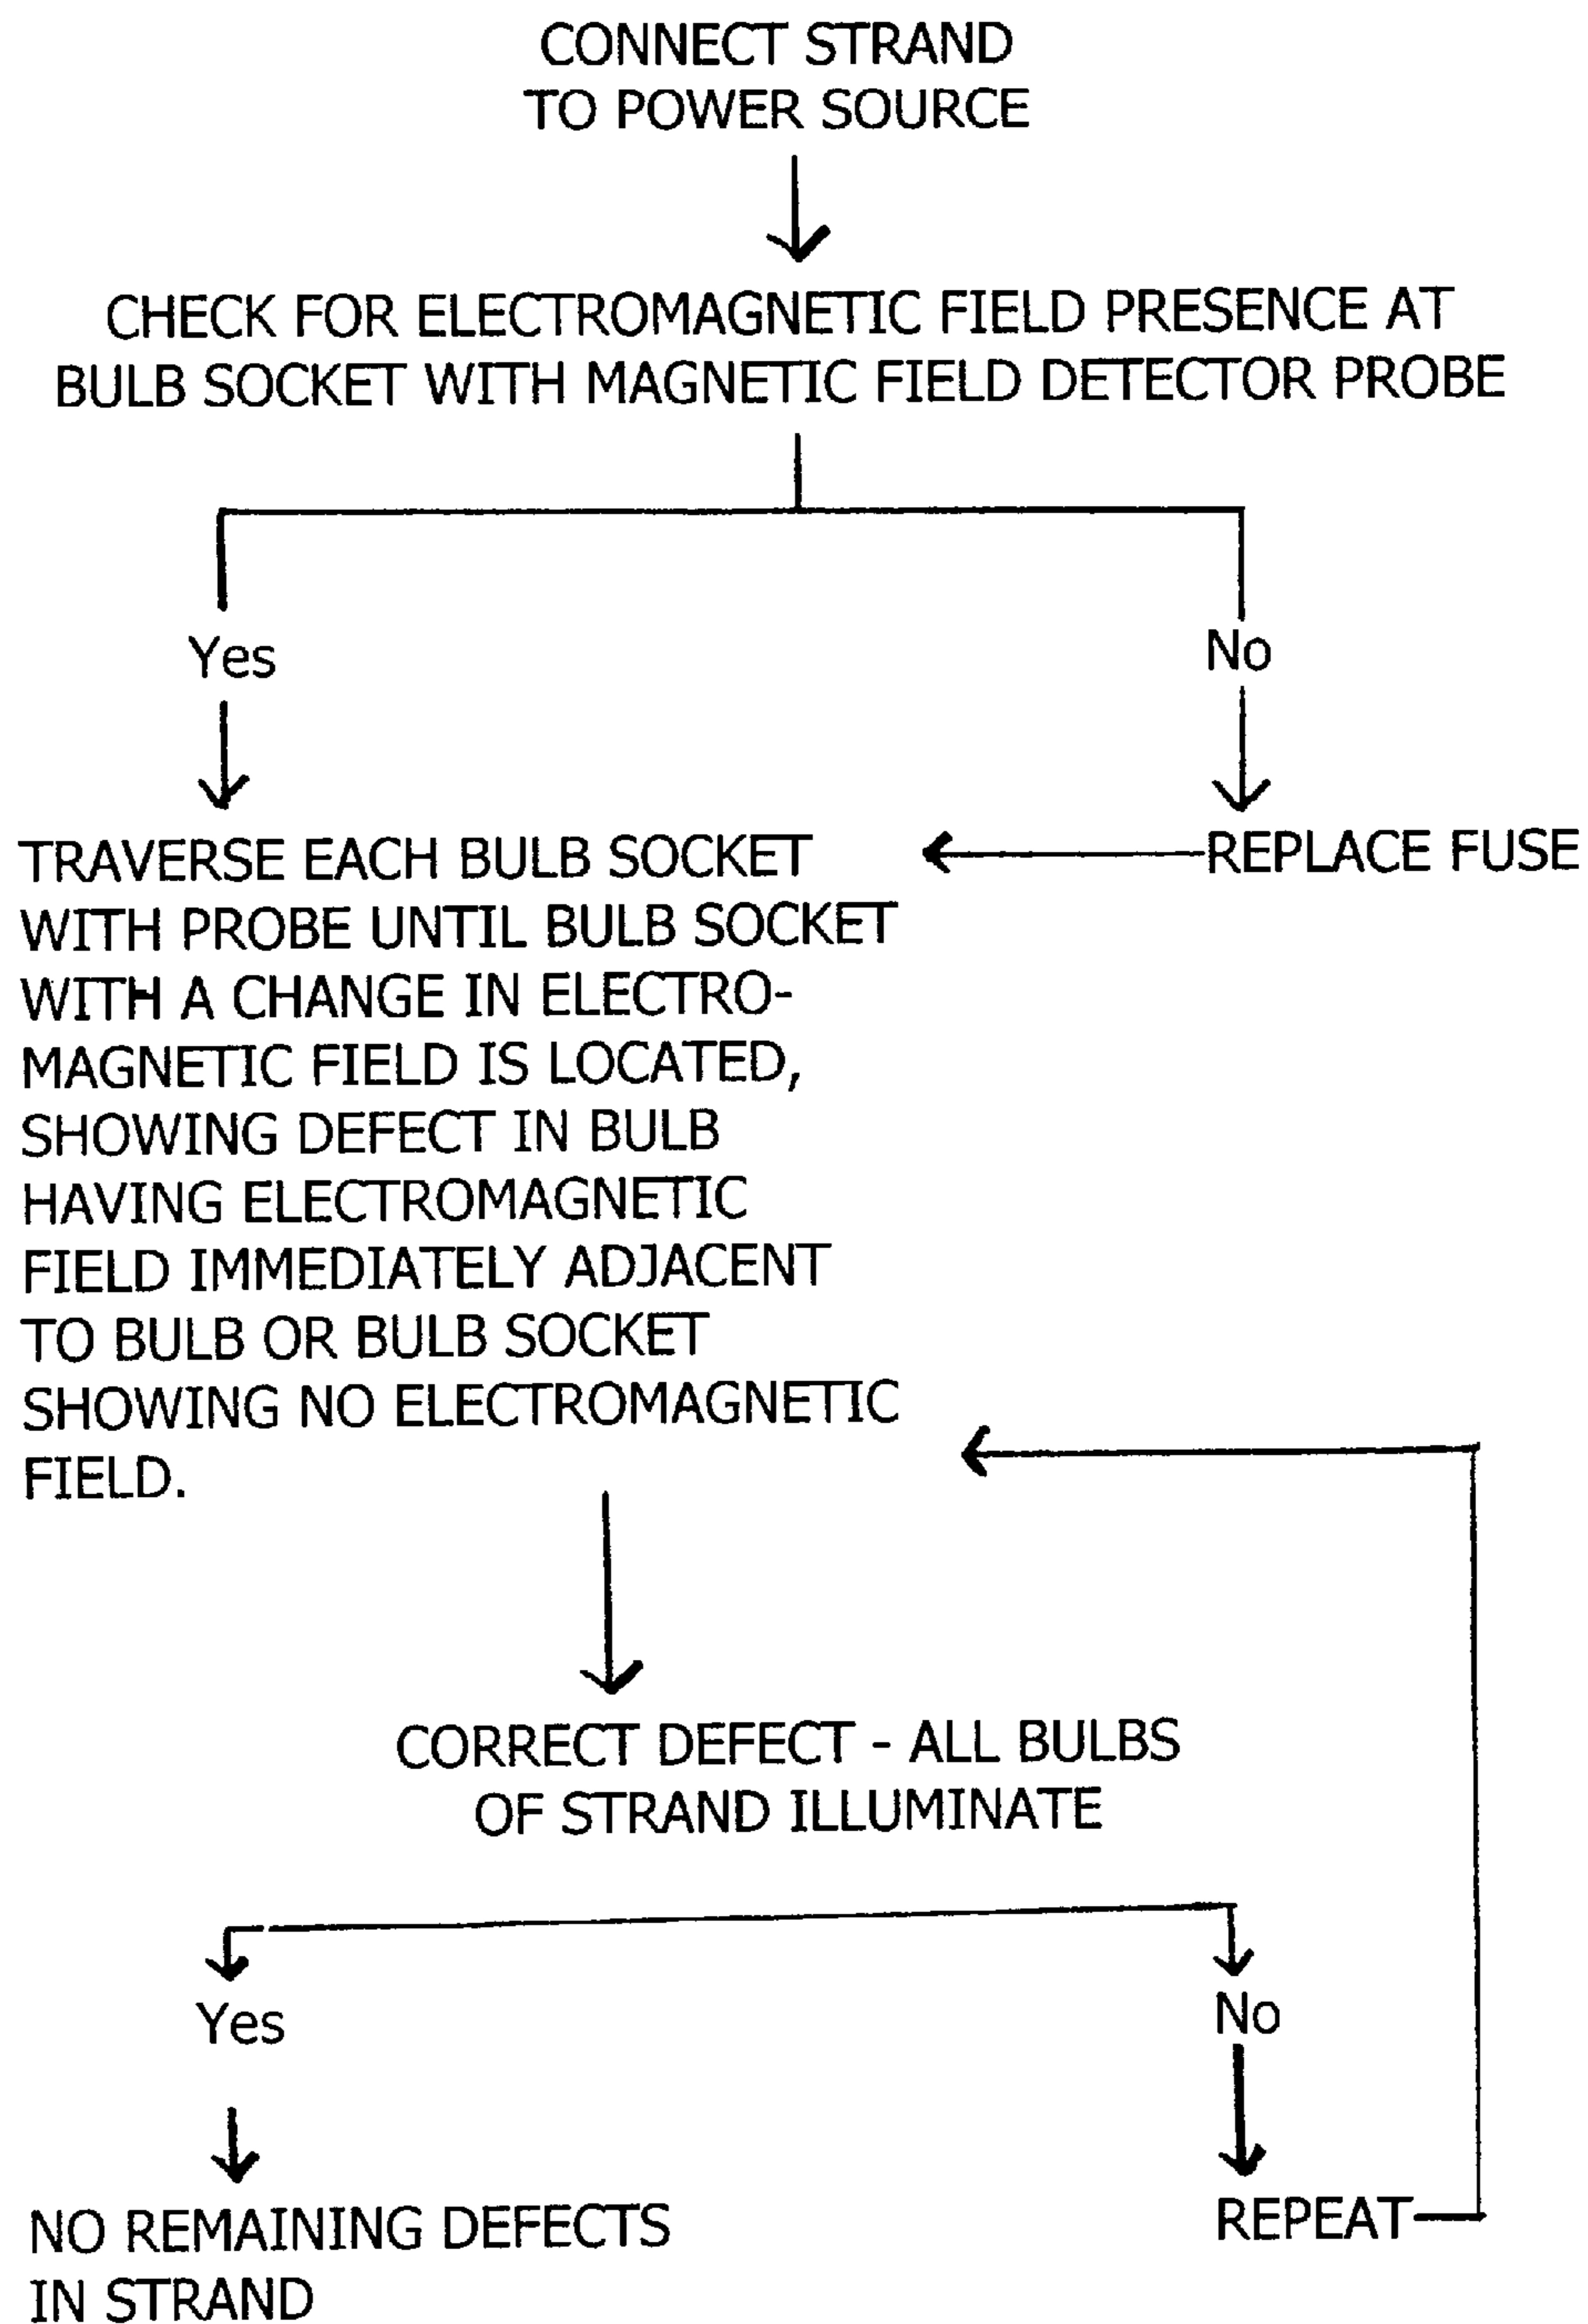 CONNECT STRAND
TO POWER SOURCE
CHECK FOR ELECTROMAGNETIC FIELD PRESENCE AT
BULB SOCKET WITH MAGNETIC FIELD DETECTOR PROBE
Yes
No
TRAVERSE EACH BULB SOCKET
WITH PROBE UNTIL BULB SOCKET
WITH A CHANGE IN ELECTRO-
MAGNETIC FIELD IS LOCATED,
SHOWING DEFECT IN BULB
HAVING ELECTROMAGNETIC
FIELD IMMEDIATELY ADJACENT
TO BULB OR BULB SOCKET
SHOWING NO ELECTROMAGNETIC
FIELD.
REPLACE FUSE
CORRECT DEFECT - ALL BULBS
OF STRAND ILLUMINATE
Yes
No
NO REMAINING DEFECTS
IN STRAND
REPEAT